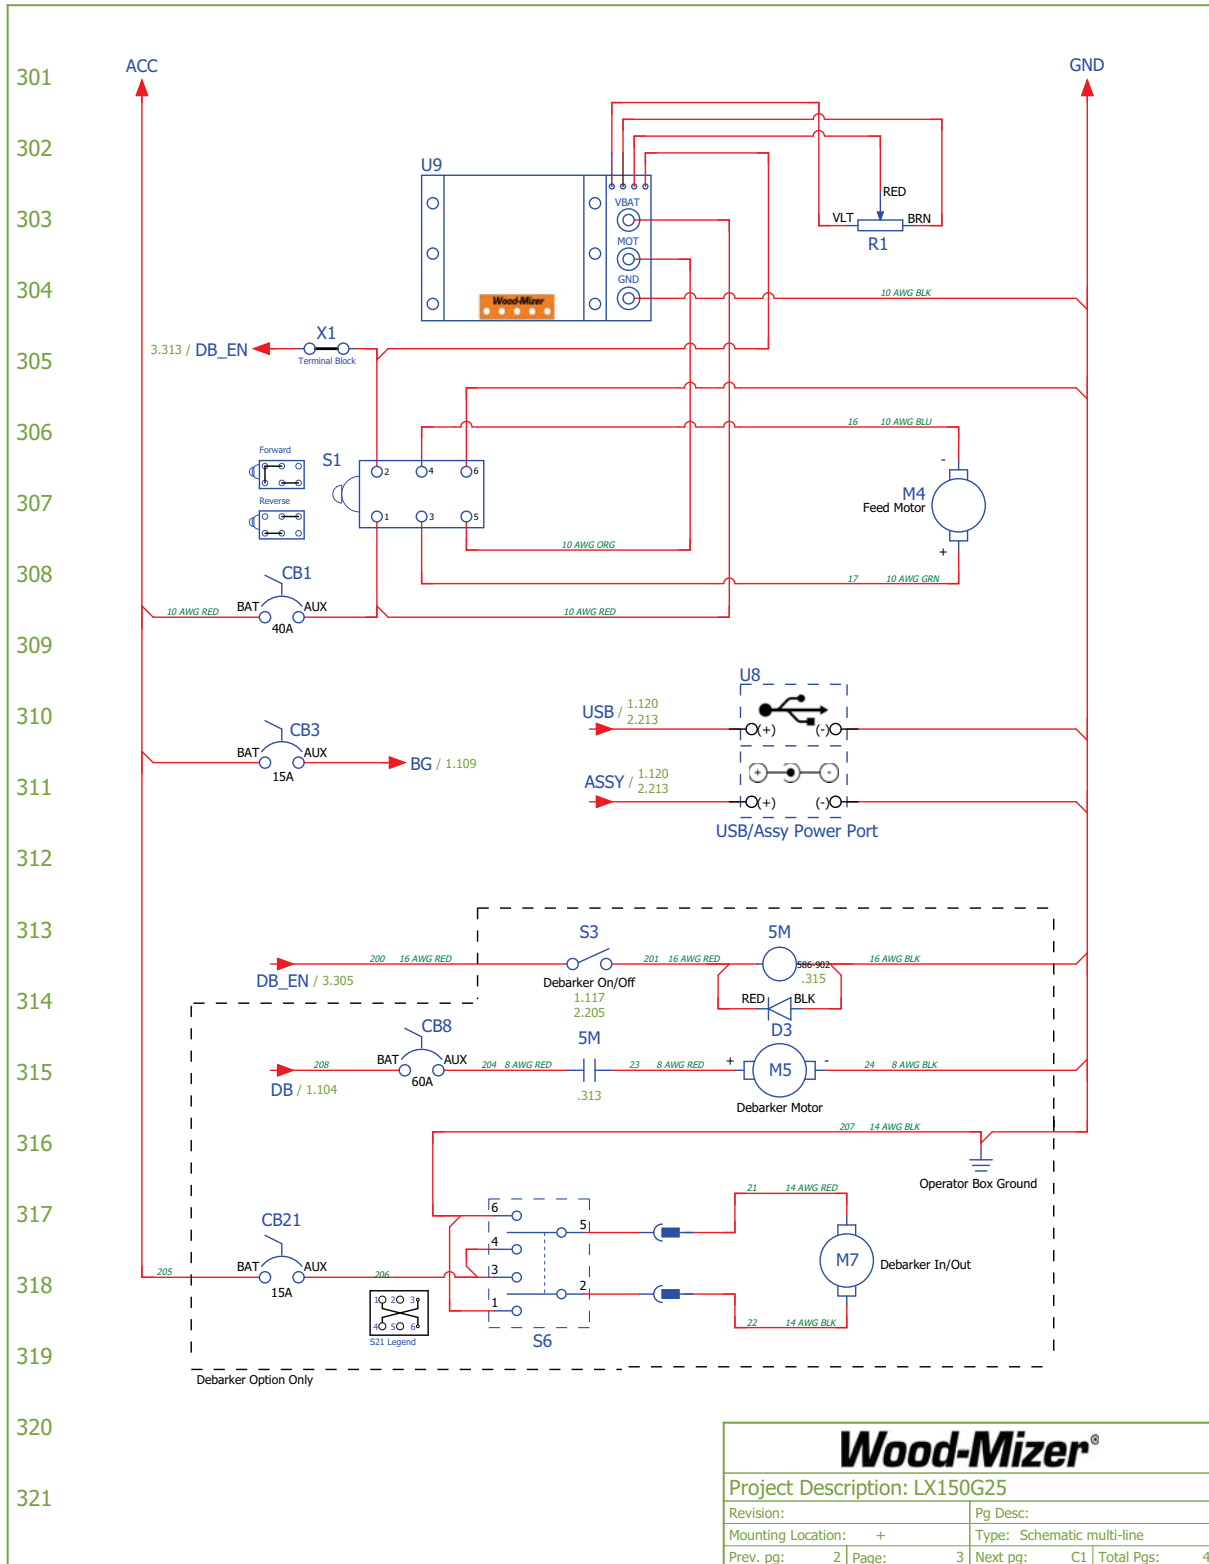 301
ACC
GND
302
U9
RED
303
VBAT
VLT
BRN
MOT
R1
GND
304
Wood-Mizer
10 AWG BLK
X1
305
3.313 / DB_EN
Terminal Block
306
16 10 AWG BLU
Forward
S1
2 4 6
-
M4
Feed Motor
307
Reverse
1 3 5
10 AWG ORG
+
308
CB1
17 10 AWG GRN
BAT AUX
10 AWG RED
10 AWG RED
40A
309
U8
USB / 1.120
2.213
310
CB3
(+) (-)
BAT AUX
BG / 1.109
15A
+ -
311
ASSY / 1.120
2.213
(+) (-)
USB/Assy Power Port
312
313
S3
5M
200 16 AWG RED
201 16 AWG RED
586-902
16 AWG BLK
DB_EN / 3.305
Debarker On/Off
.315
314
1.117
2.205
RED BLK
D3
CB8
5M
BAT AUX
+ -
315
208
204 8 AWG RED
23 8 AWG RED
M5
24 8 AWG BLK
60A
DB / 1.104
.313
Debarker Motor
316
207 14 AWG BLK
Operator Box Ground
21 14 AWG RED
317
CB21
6
5
4
BAT AUX
M7
Debarker In/Out
205
206
3
318
15A
2
1 2 3
1
4 5 6
22 14 AWG BLK
S21 Legend
S6
319
Debarker Option Only
320
Wood-Mizer®
Project Description: LX150G25
321
Revision: Pg Desc:
Mounting Location: + Type: Schematic multi-line
Prev. pg: 2 Page: 3 Next pg: C1 Total Pgs: 4